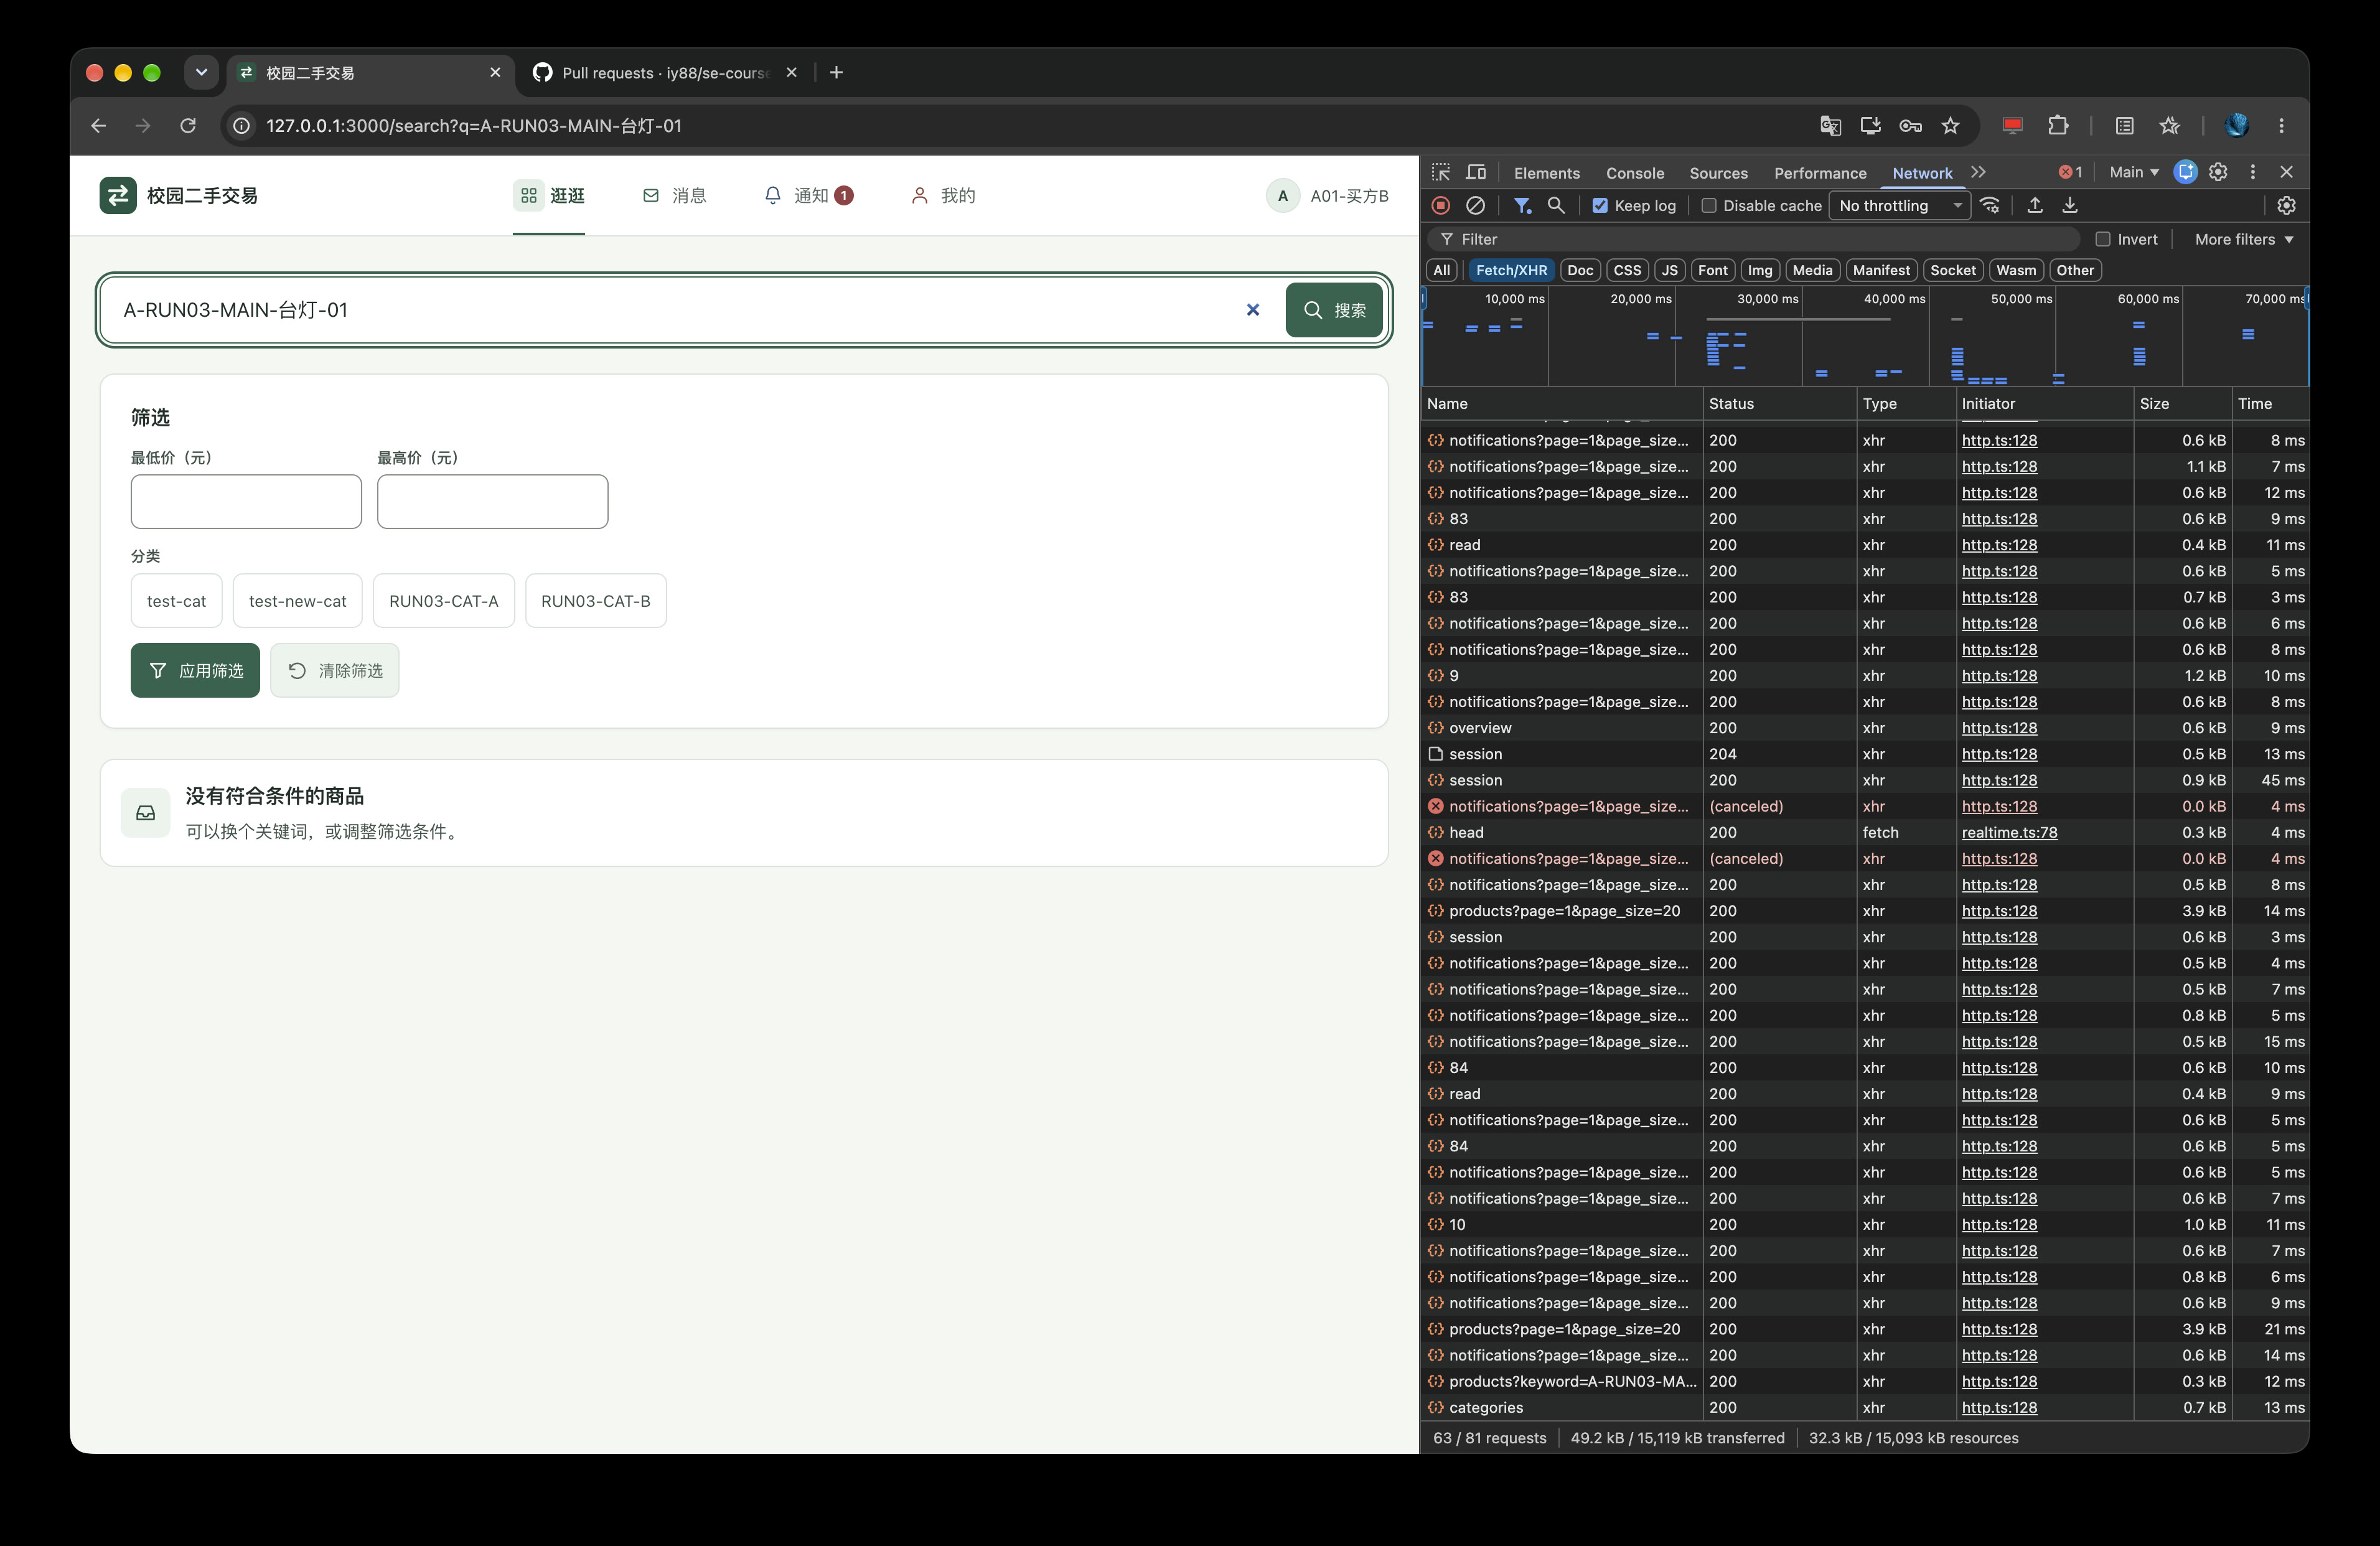 校园二手交易
Pull requests · iy88/se-course
127.0.0.1:3000/search?q=A-RUN03-MAIN-台灯-01
校园二手交易
逛逛
消息
通知 1
我的
A A01-买方B
A-RUN03-MAIN-台灯-01
搜索
筛选
最低价（元） 最高价（元）
分类
test-cat test-new-cat RUN03-CAT-A RUN03-CAT-B
应用筛选 清除筛选
没有符合条件的商品
可以换个关键词，或调整筛选条件。
Elements Console Sources Performance Network 1 Main
Keep log Disable cache No throttling
Filter Invert More filters
All Fetch/XHR Doc CSS JS Font Img Media Manifest Socket Wasm Other
10,000 ms 20,000 ms 30,000 ms 40,000 ms 50,000 ms 60,000 ms 70,000 ms
Name Status Type Initiator Size Time
notifications?page=1&page_size... 200 xhr http.ts:128 0.6 kB 8 ms
notifications?page=1&page_size... 200 xhr http.ts:128 1.1 kB 7 ms
notifications?page=1&page_size... 200 xhr http.ts:128 0.6 kB 12 ms
83 200 xhr http.ts:128 0.6 kB 9 ms
read 200 xhr http.ts:128 0.4 kB 11 ms
notifications?page=1&page_size... 200 xhr http.ts:128 0.6 kB 5 ms
83 200 xhr http.ts:128 0.7 kB 3 ms
notifications?page=1&page_size... 200 xhr http.ts:128 0.6 kB 6 ms
notifications?page=1&page_size... 200 xhr http.ts:128 0.6 kB 8 ms
9 200 xhr http.ts:128 1.2 kB 10 ms
notifications?page=1&page_size... 200 xhr http.ts:128 0.6 kB 8 ms
overview 200 xhr http.ts:128 0.6 kB 9 ms
session 204 xhr http.ts:128 0.5 kB 13 ms
session 200 xhr http.ts:128 0.9 kB 45 ms
notifications?page=1&page_size... (canceled) xhr http.ts:128 0.0 kB 4 ms
head 200 fetch realtime.ts:78 0.3 kB 4 ms
notifications?page=1&page_size... (canceled) xhr http.ts:128 0.0 kB 4 ms
notifications?page=1&page_size... 200 xhr http.ts:128 0.5 kB 8 ms
products?page=1&page_size=20 200 xhr http.ts:128 3.9 kB 14 ms
session 200 xhr http.ts:128 0.6 kB 3 ms
notifications?page=1&page_size... 200 xhr http.ts:128 0.5 kB 4 ms
notifications?page=1&page_size... 200 xhr http.ts:128 0.5 kB 7 ms
notifications?page=1&page_size... 200 xhr http.ts:128 0.8 kB 5 ms
notifications?page=1&page_size... 200 xhr http.ts:128 0.5 kB 15 ms
84 200 xhr http.ts:128 0.6 kB 10 ms
read 200 xhr http.ts:128 0.4 kB 9 ms
notifications?page=1&page_size... 200 xhr http.ts:128 0.6 kB 5 ms
84 200 xhr http.ts:128 0.6 kB 5 ms
notifications?page=1&page_size... 200 xhr http.ts:128 0.6 kB 5 ms
notifications?page=1&page_size... 200 xhr http.ts:128 0.6 kB 7 ms
10 200 xhr http.ts:128 1.0 kB 11 ms
notifications?page=1&page_size... 200 xhr http.ts:128 0.6 kB 7 ms
notifications?page=1&page_size... 200 xhr http.ts:128 0.8 kB 6 ms
notifications?page=1&page_size... 200 xhr http.ts:128 0.6 kB 9 ms
products?page=1&page_size=20 200 xhr http.ts:128 3.9 kB 21 ms
notifications?page=1&page_size... 200 xhr http.ts:128 0.6 kB 14 ms
products?keyword=A-RUN03-MA... 200 xhr http.ts:128 0.3 kB 12 ms
categories 200 xhr http.ts:128 0.7 kB 13 ms
63 / 81 requests 49.2 kB / 15,119 kB transferred 32.3 kB / 15,093 kB resources